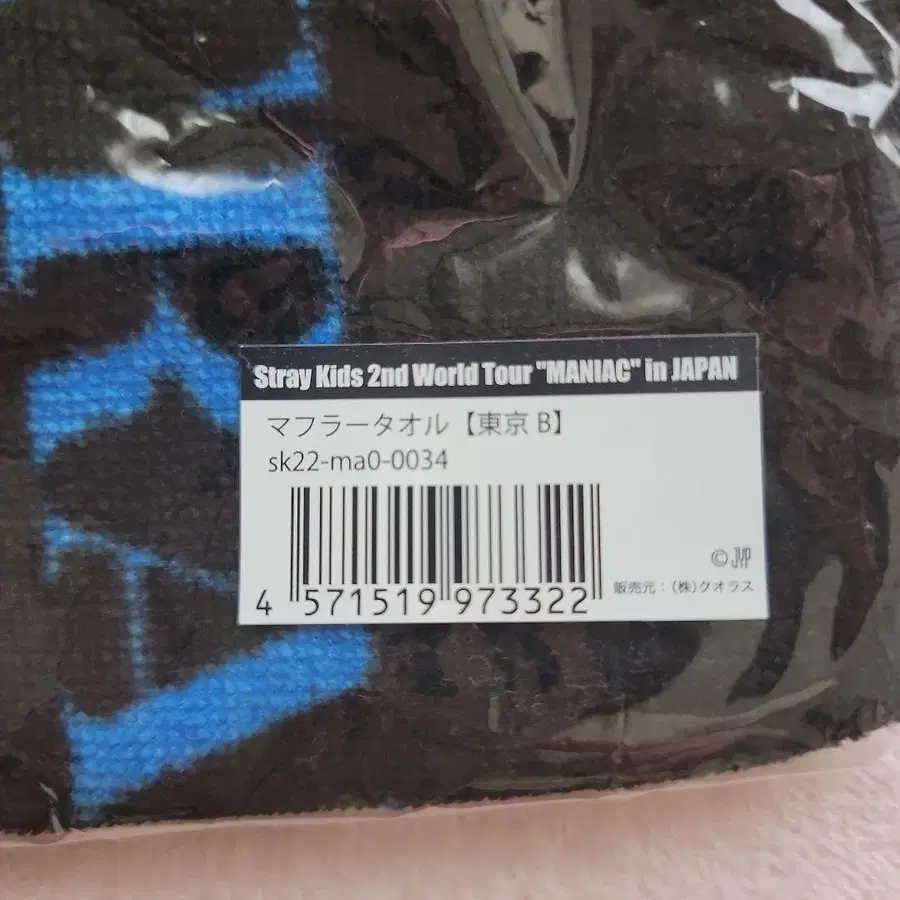 Stray Kids 2nd World Tour "MANIAC" in JAPAN
マフラータオル【東京 B】
sk22-ma0-0034
© JYP
販売元：(株)クオラス
4 571519 973322